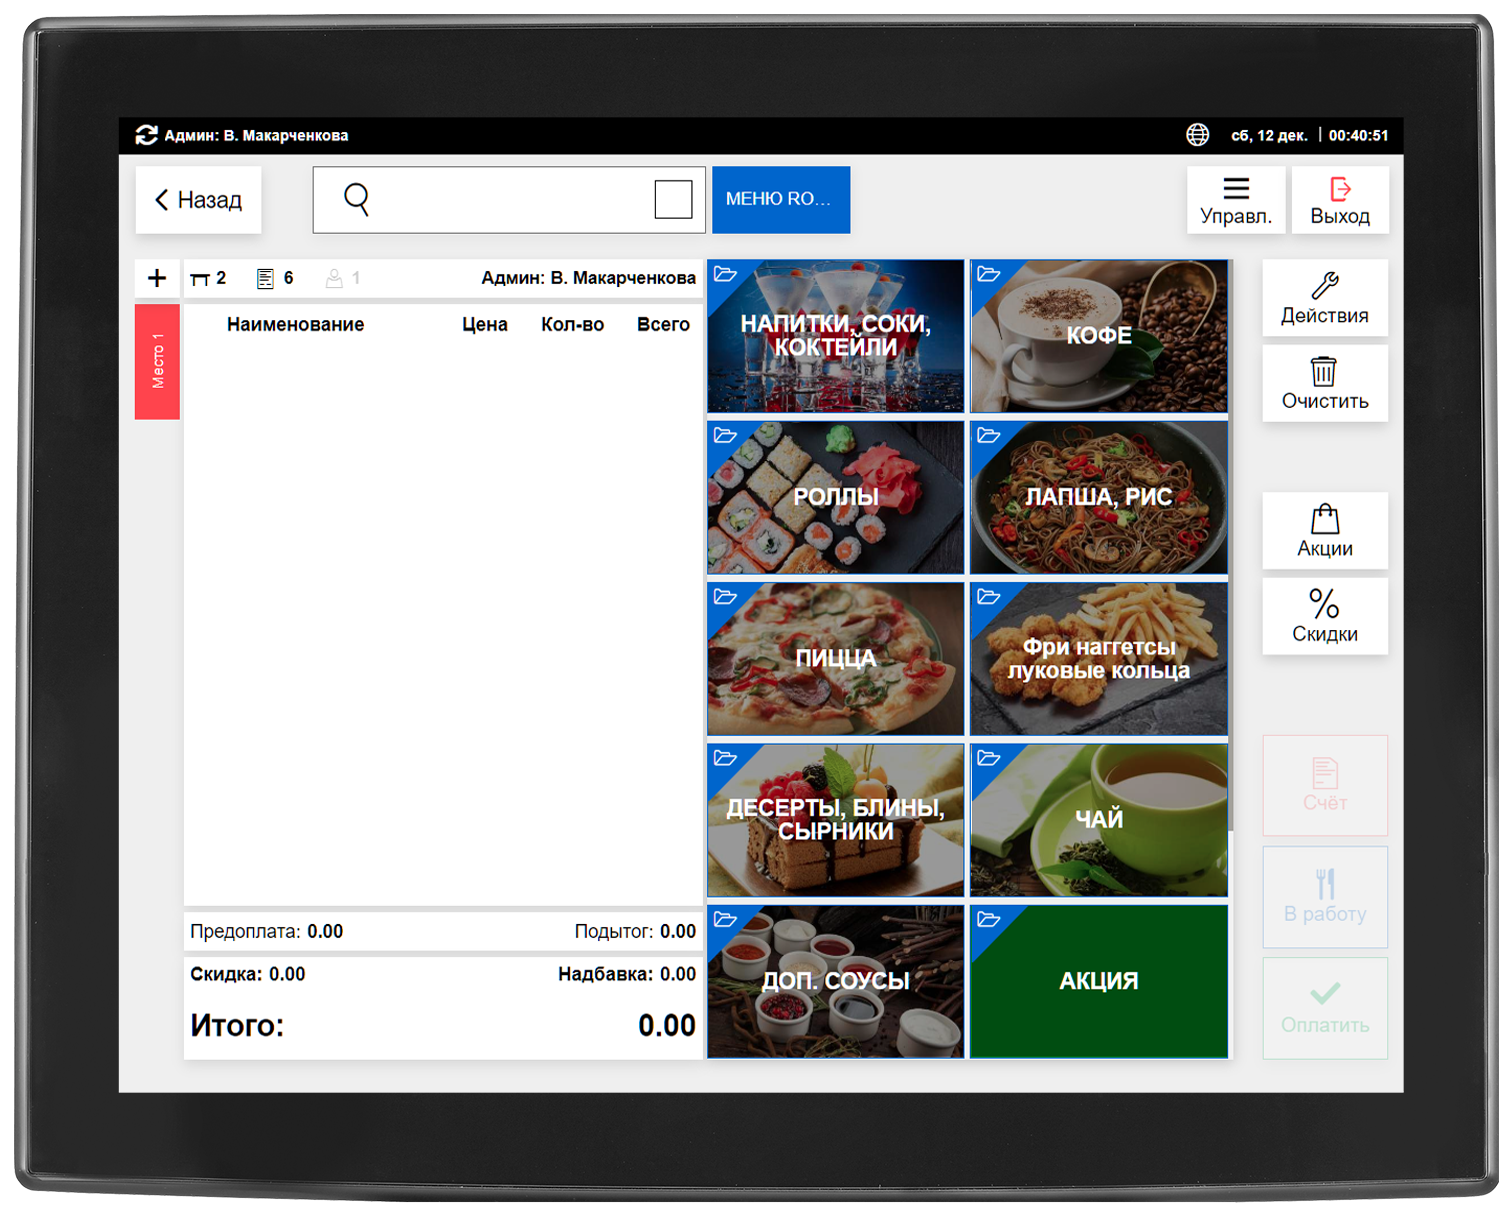 Админ: В. Макарченкова
сб, 12 дек. | 00:40:51
Назад
МЕНЮ RO...
Управл.
Выход
2
6
1
Админ: В. Макарченкова
Место 1
Наименование Цена Кол-во Всего
НАПИТКИ, СОКИ,
КОКТЕЙЛИ
КОФЕ
РОЛЛЫ
ЛАПША, РИС
ПИЦЦА
Фри наггетсы
луковые кольца
ДЕСЕРТЫ, БЛИНЫ,
СЫРНИКИ
ЧАЙ
ДОП. СОУСЫ
АКЦИЯ
Действия
Очистить
Акции
Скидки
Счёт
В работу
Оплатить
Предоплата: 0.00
Подытог: 0.00
Скидка: 0.00
Надбавка: 0.00
Итого: 0.00